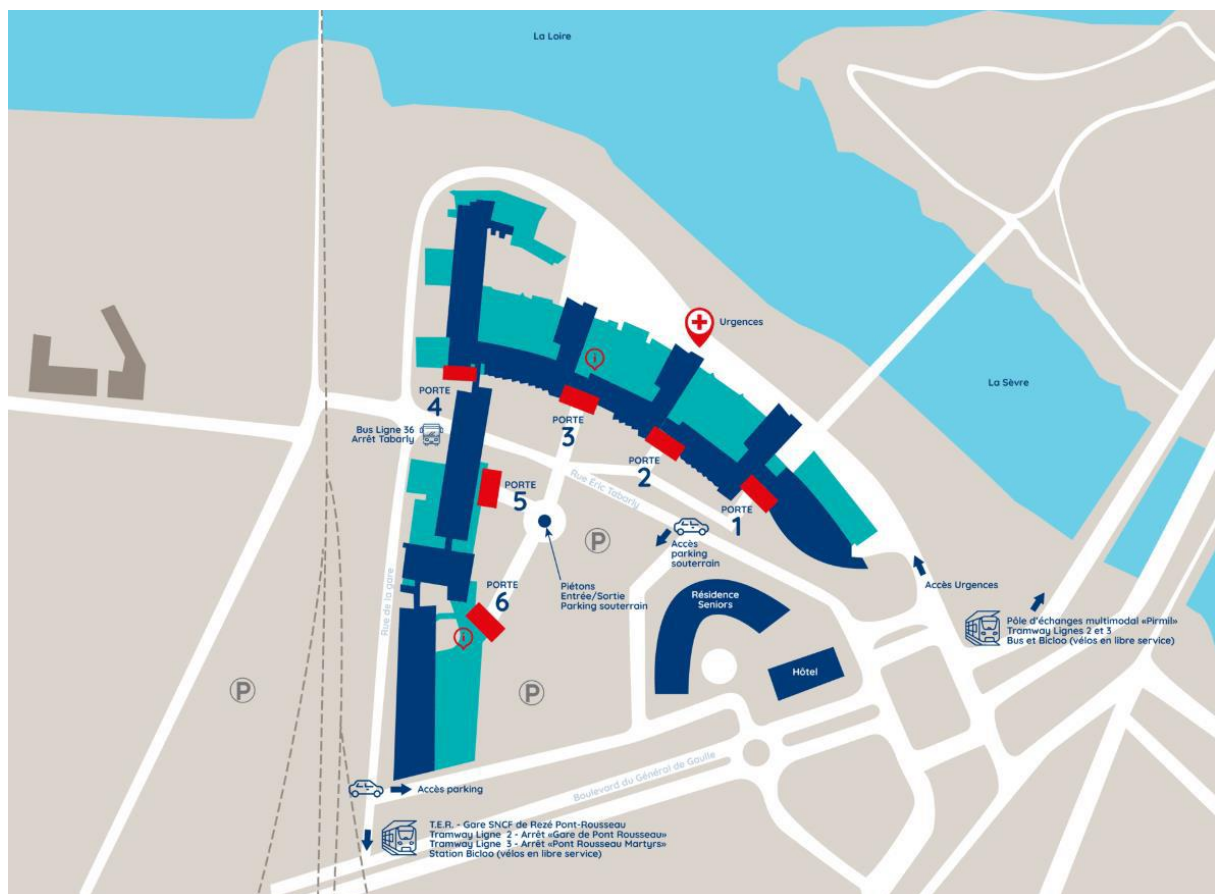 La Loire
Urgences
La Sèvre
PORTE
4
Bus Ligne 36
Arrêt Tabarly
i
PORTE
3
PORTE
2
PORTE
1
PORTE
5
Rue Eric Tabarly
P
Accès
parking
souterrain
Piétons
Entrée/Sortie
Parking souterrain
PORTE
6
i
Rue de la gare
Résidence
Seniors
Hôtel
Accès Urgences
Pôle d'échanges multimodal «Pirmil»
Tramway Lignes 2 et 3
Bus et Bicloo (vélos en libre service)
P
P
Boulevard du Général de Gaulle
Accès parking
T.E.R. - Gare SNCF de Rezé Pont-Rousseau
Tramway Ligne 2 - Arrêt «Gare de Pont Rousseau»
Tramway Ligne 3 - Arrêt «Pont Rousseau Martyrs»
Station Bicloo (vélos en libre service)